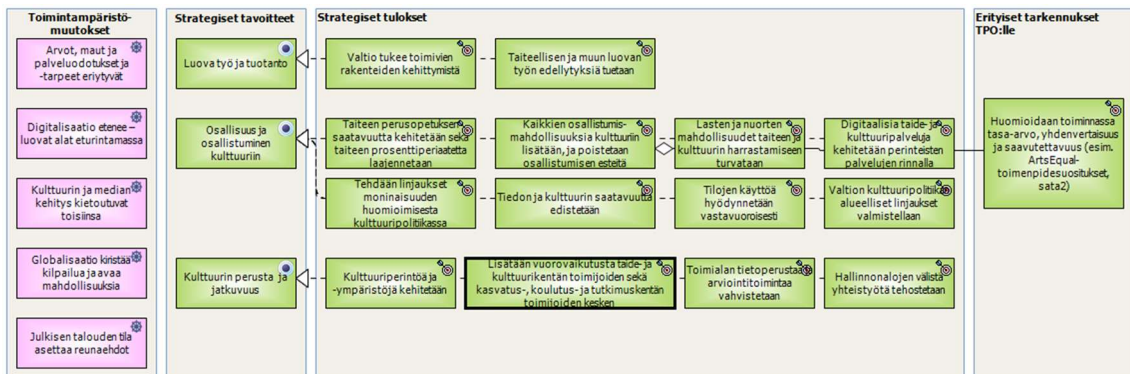 Toimintampäristö-
muutokset
Arvot, maut ja
palveluodotukset ja
-tarpeet eriytyvät
Digitalisaatio etenee –
luovat alat eturintamassa
Kulttuurin ja median
kehitys kietoutuvat
toisiinsa
Globalisaatio kiristää
kilpailua ja avaa
mahdollisuuksia
Julkisen talouden tila
asettaa reunaehdot
Strategiset tavoitteet
Luova työ ja tuotanto
Osallisuus ja
osallistuminen
kulttuuriin
Kulttuurin perusta ja
jatkuvuus
Strategiset tulokset
Valtio tukee toimivien
rakenteiden kehittymistä
Taiteellisen ja muun luovan
työn edellytyksiä tuetaan
Taiteen perusopetuksen
saatavuutta kehitetään sekä
taiteen prosenttiperiaatetta
laajennetaan
Kaikkien osallistumis-
mahdollisuuksia kulttuuriin
lisätään, ja poistetaan
osallistumisen esteitä
Lasten ja nuorten
mahdollisuudet taiteen ja
kulttuurin harrastamiseen
turvataan
Digitaalisia taide- ja
kulttuuripalveluja
kehitetään perinteisten
palvelujen rinnalla
Tehdään linjaukset
moninaisuuden
huomioimisesta
kulttuuripolitiikassa
Tiedon ja kulttuurin saatavuutta
edistetään
Tilojen käyttöä
hyödynnetään
vastavuoroisesti
Valtion kulttuuripolitiikan
alueelliset linjaukset
valmistellaan
Kulttuuriperintöä ja
-ympäristöjä kehitetään
Lisätään vuorovaikutusta taide- ja
kulttuurikentän toimijoiden sekä
kasvatus-, koulutus- ja tutkimuskentän
toimijoiden kesken
Toimialan tietoperustaa ja
arviointitoimintaa
vahvistetaan
Hallinnonalojen välistä
yhteistyötä tehostetaan
Erityiset tarkennukset
TPO:lle
Huomioidaan toiminnassa
tasa-arvo, yhdenvertaisuus
ja saavutettavuus (esim.
ArtsEqual-
toimenpidesuositukset,
sata2)